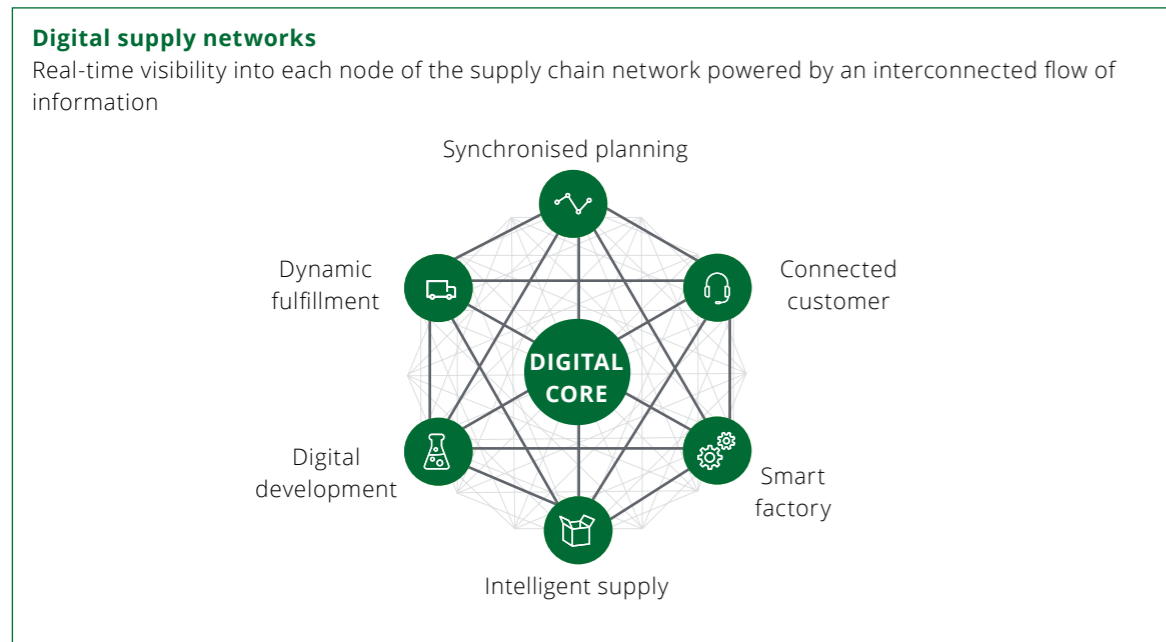 Digital supply networks
Real-time visibility into each node of the supply chain network powered by an interconnected flow of
information
Synchronised planning
Dynamic
fulfillment
Connected
customer
DIGITAL
CORE
Digital
development
Smart
factory
Intelligent supply